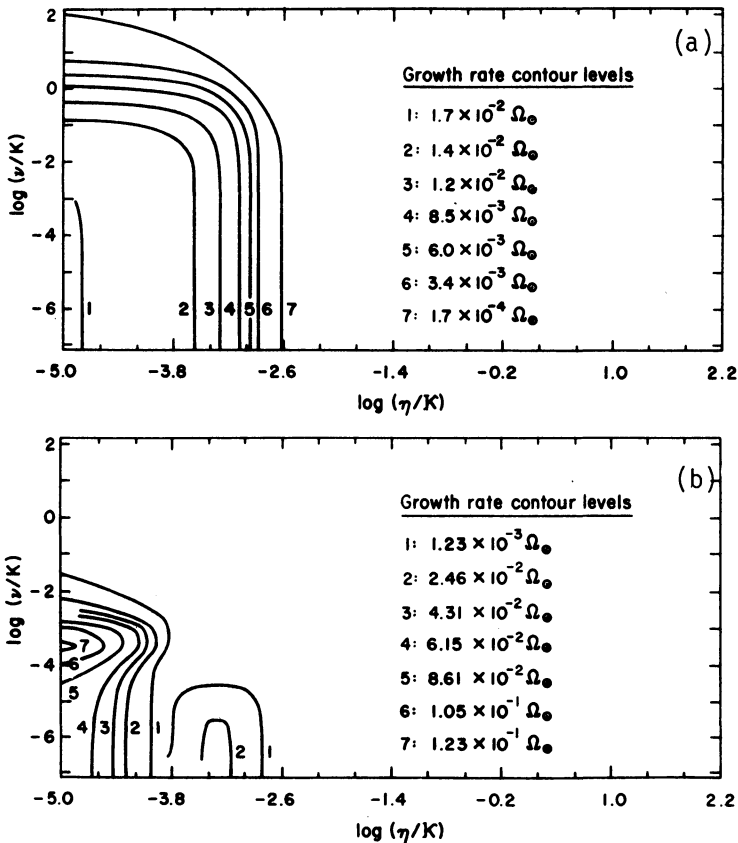 (a)
2
0
-2
-4
-6
log (ν/K)
Growth rate contour levels
1: 1.7 × 10⁻² Ω⊙
2: 1.4 × 10⁻² Ω⊙
3: 1.2 × 10⁻² Ω⊙
4: 8.5 × 10⁻³ Ω⊙
5: 6.0 × 10⁻³ Ω⊙
6: 3.4 × 10⁻³ Ω⊙
7: 1.7 × 10⁻⁴ Ω⊙
1 2 3 4 5 6 7
-5.0 -3.8 -2.6 -1.4 -0.2 1.0 2.2
log (η/K)
(b)
2
0
-2
-4
-6
log (ν/K)
Growth rate contour levels
1: 1.23 × 10⁻³ Ω⊙
2: 2.46 × 10⁻² Ω⊙
3: 4.31 × 10⁻² Ω⊙
4: 6.15 × 10⁻² Ω⊙
5: 8.61 × 10⁻² Ω⊙
6: 1.05 × 10⁻¹ Ω⊙
7: 1.23 × 10⁻¹ Ω⊙
7
6
5
4 3 2 1 2 1
-5.0 -3.8 -2.6 -1.4 -0.2 1.0 2.2
log (η/K)